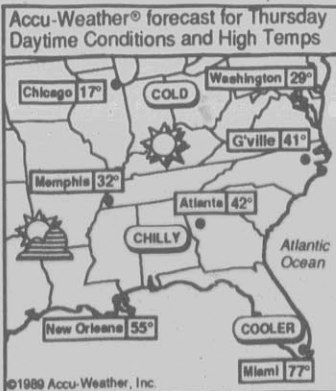 Accu-Weather® forecast for Thursday
Daytime Conditions and High Temps
Washington 29°
Chicago 17°
COLD
G'ville 41°
Memphis 32°
Atlanta 42°
CHILLY
Atlantic
Ocean
New Orleans 55°
COOLER
Miami 77°
©1989 Accu-Weather, Inc.